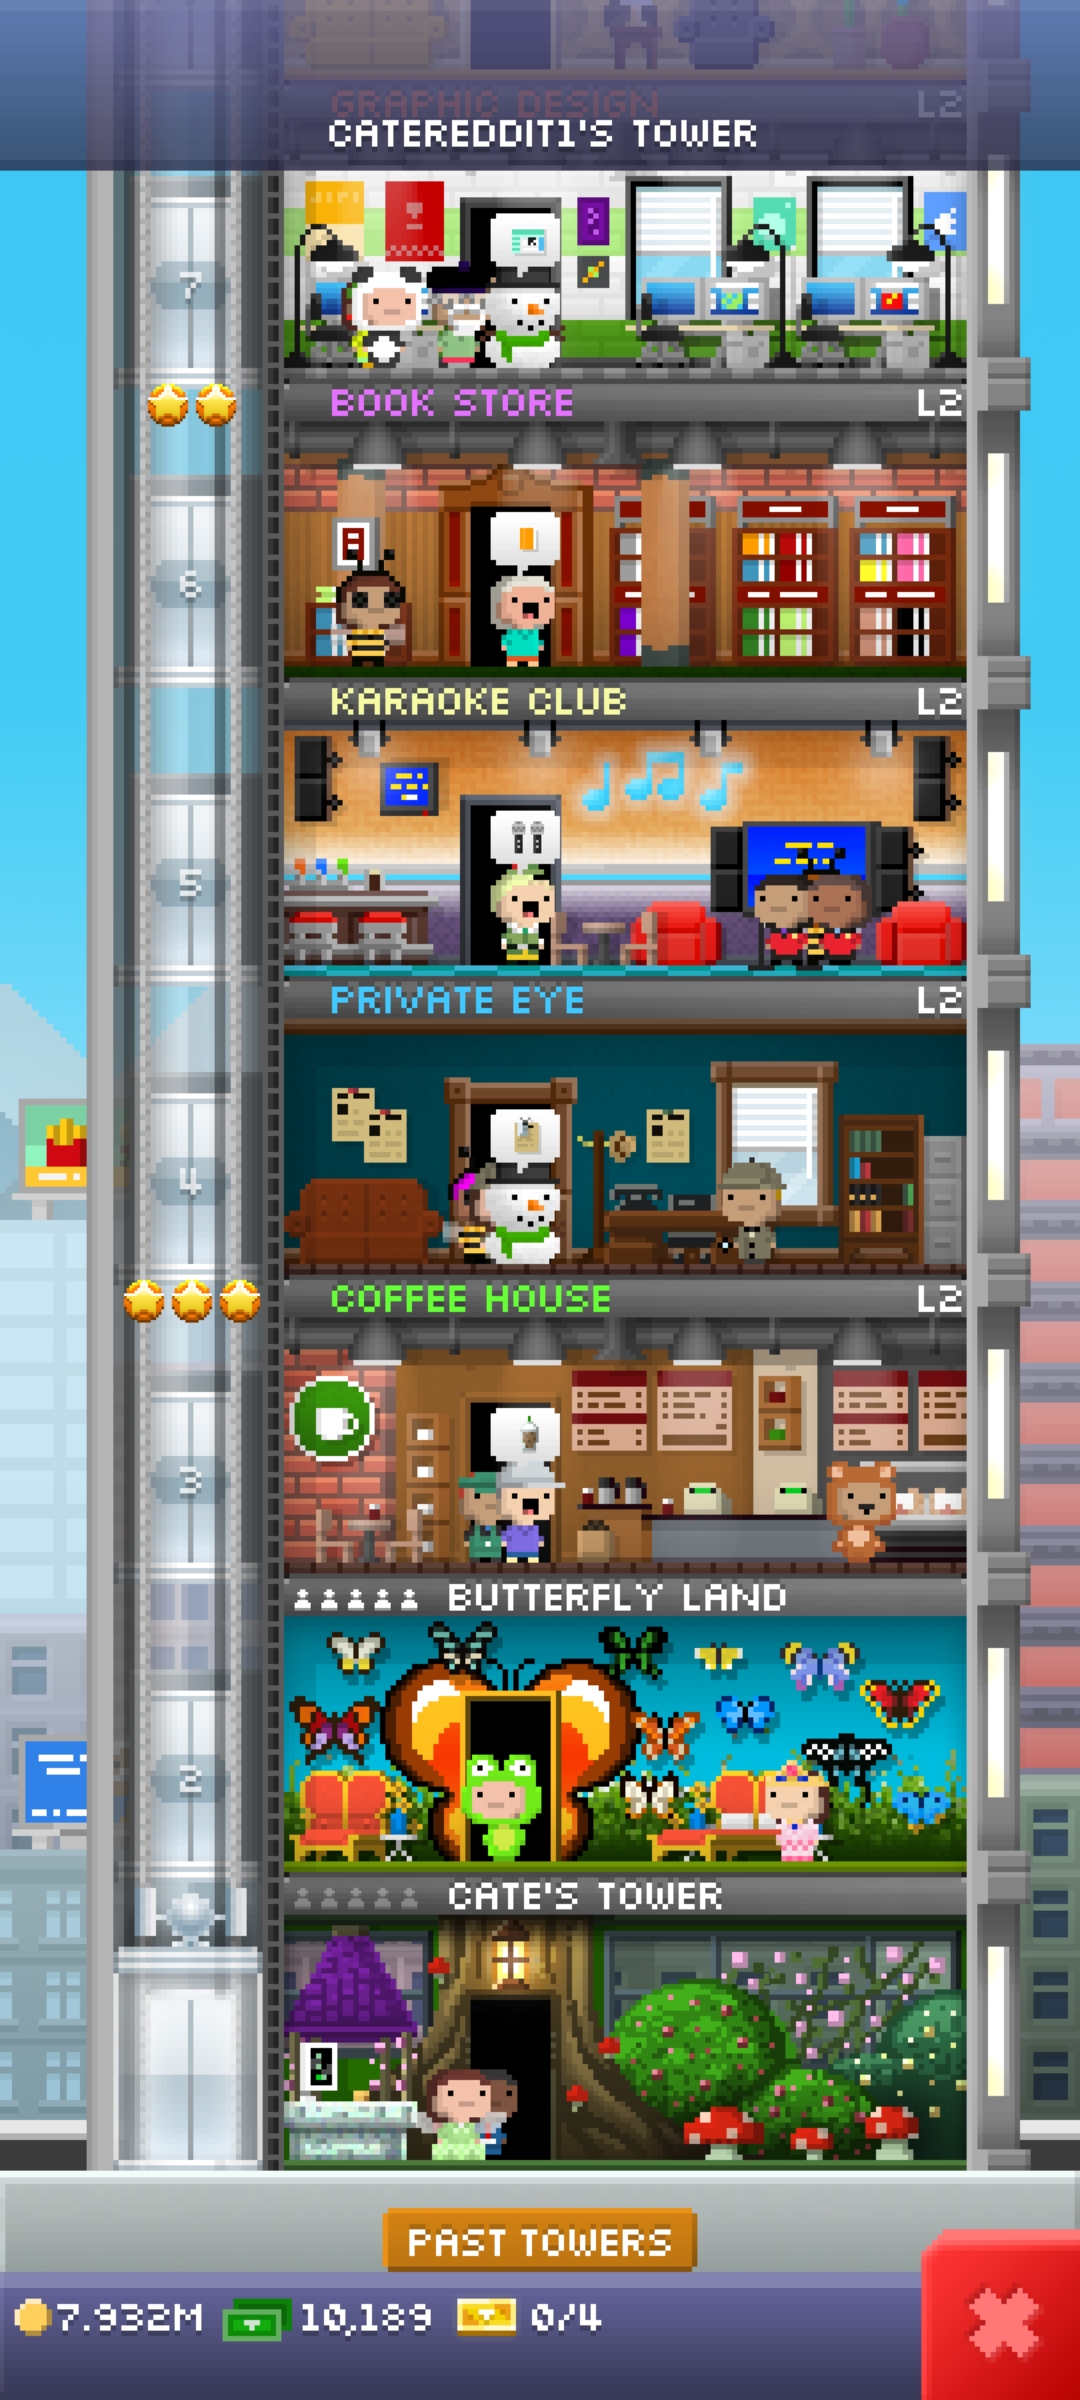 GRAPHIC DESIGN L2
CATEREDDIT1'S TOWER
7
BOOK STORE L2
6
KARAOKE CLUB L2
5
PRIVATE EYE L2
4
COFFEE HOUSE L2
3
BUTTERFLY LAND
2
CATE'S TOWER
PAST TOWERS
7.932M 10,189 0/4